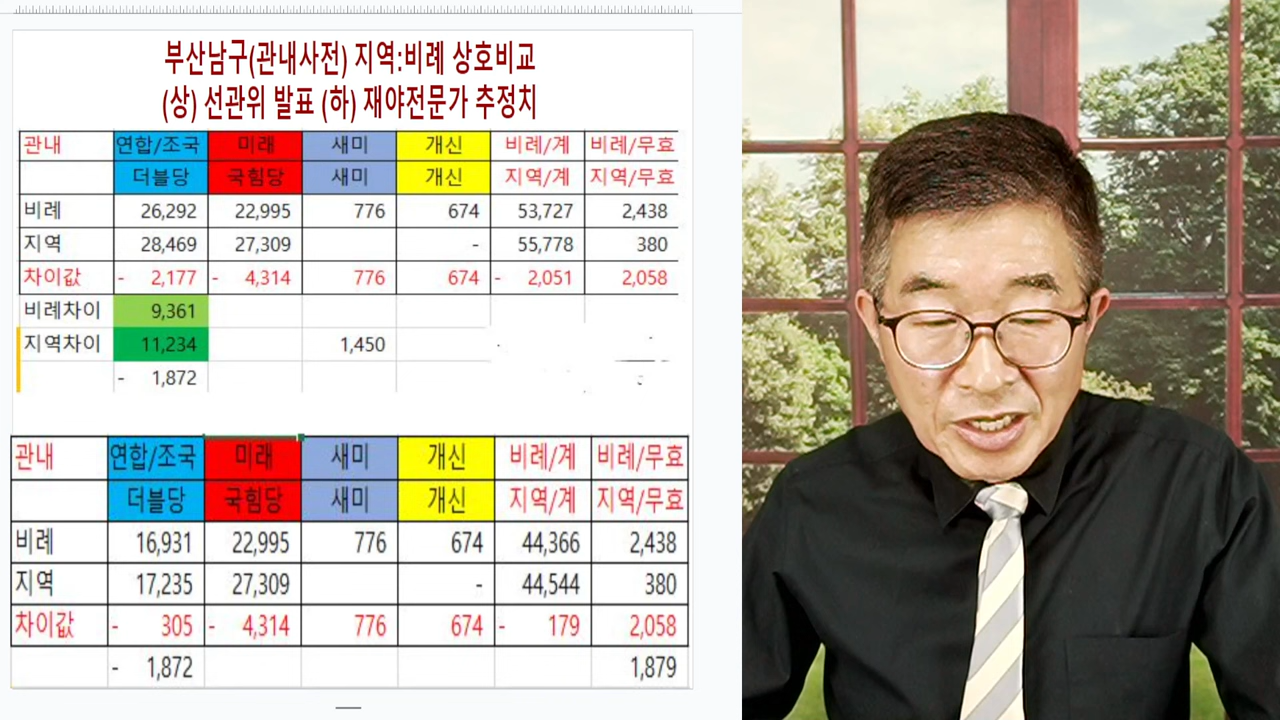 부산남구(관내사전) 지역:비례 상호비교
(상) 선관위 발표 (하) 재야전문가 추정치
관내 연합/조국 미래 새미 개신 비례/계 비례/무효
더블당 국힘당 새미 개신 지역/계 지역/무효
비례 26,292 22,995 776 674 53,727 2,438
지역 28,469 27,309 - 55,778 380
차이값 - 2,177 - 4,314 776 674 - 2,051 2,058
비례차이 9,361
지역차이 11,234 1,450
- 1,872
관내 연합/조국 미래 새미 개신 비례/계 비례/무효
더블당 국힘당 새미 개신 지역/계 지역/무효
비례 16,931 22,995 776 674 44,366 2,438
지역 17,235 27,309 - 44,544 380
차이값 - 305 - 4,314 776 674 - 179 2,058
- 1,872 1,879